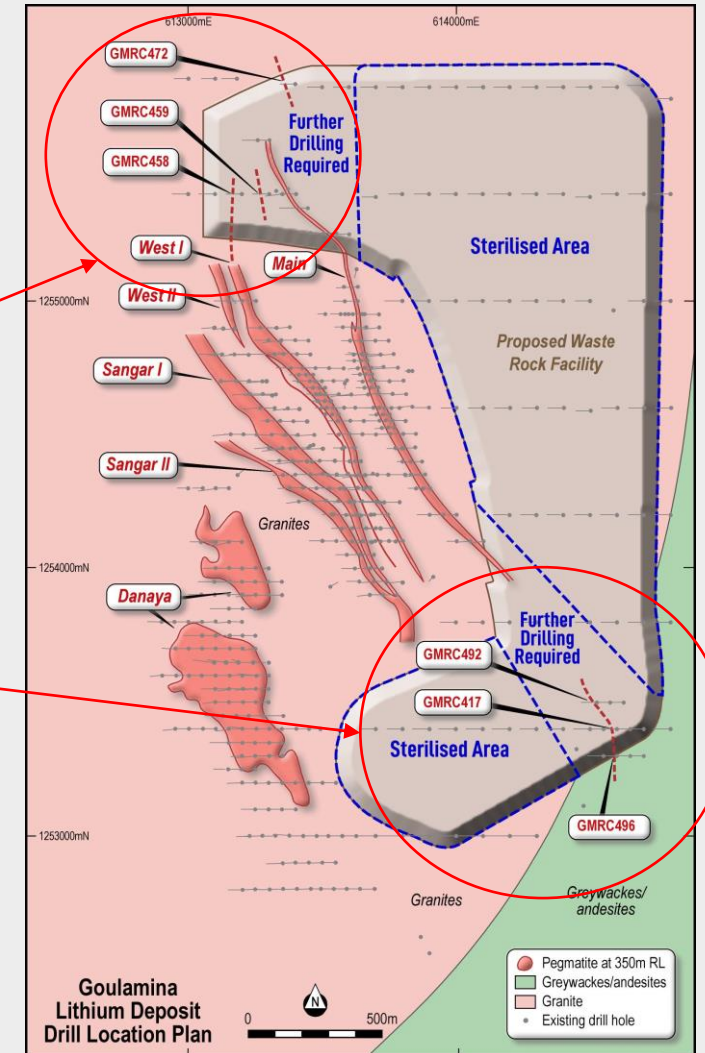 613000mE
614000mE
GMRC472
GMRC459
GMRC458
Further
Drilling
Required
West I
Main
West II
Sterilised Area
1255000mN
Proposed Waste
Rock Facility
Sangar I
Sangar II
Granites
1254000mN
Danaya
Further
Drilling
Required
GMRC492
GMRC417
Sterilised Area
GMRC496
1253000mN
Granites
Greywackes/
andesites
Goulamina
Lithium Deposit
Drill Location Plan
N
0
500m
Pegmatite at 350m RL
Greywackes/andesites
Granite
Existing drill hole